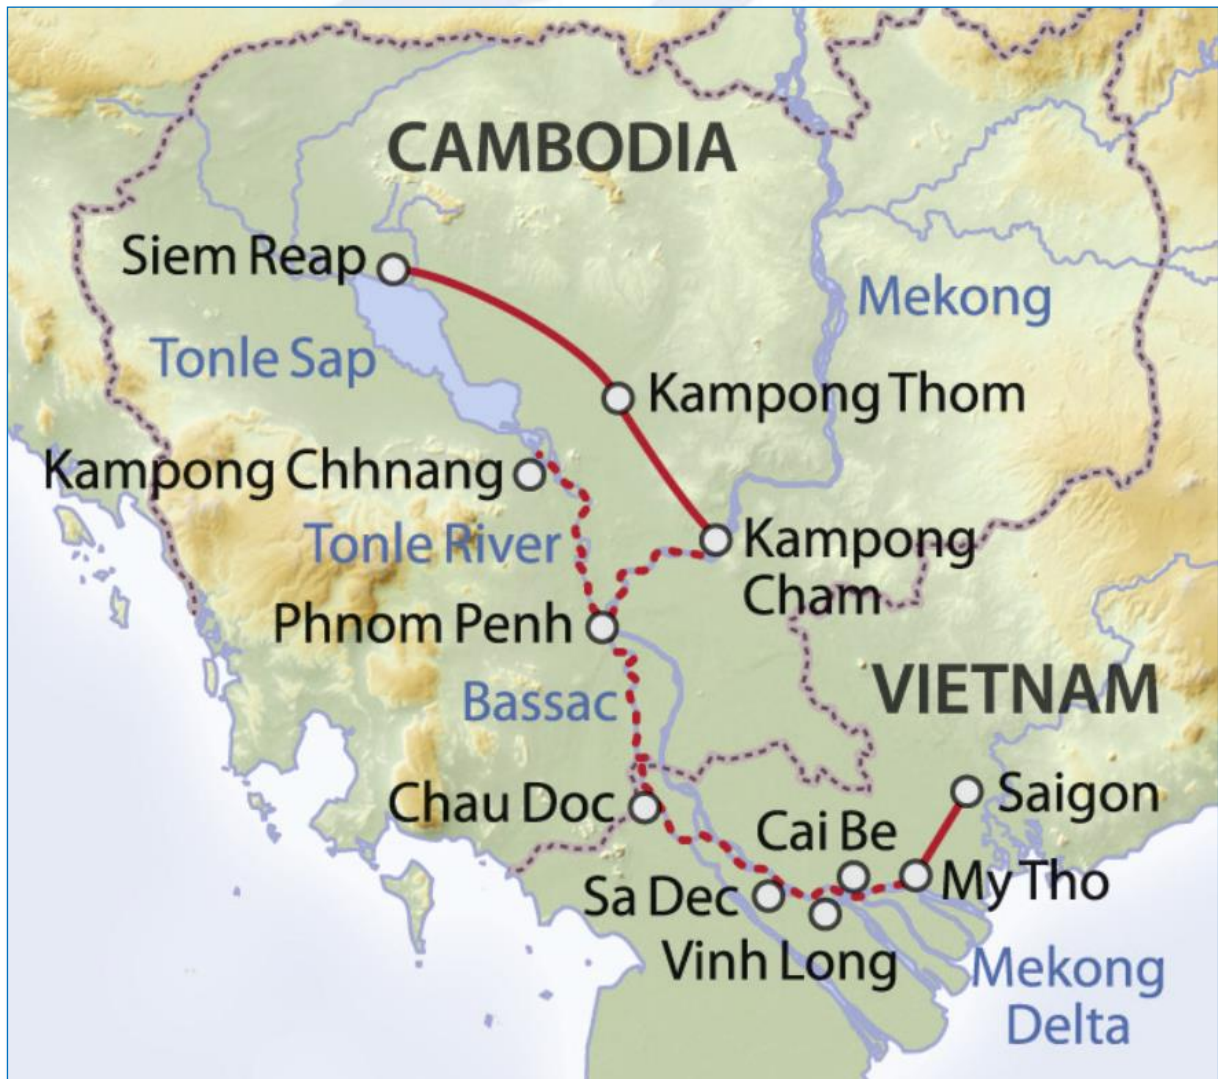 CAMBODIA
Siem Reap
Mekong
Tonle Sap
Kampong Thom
Kampong Chhnang
Tonle River
Kampong
Cham
Phnom Penh
VIETNAM
Bassac
Chau Doc
Saigon
Cai Be
My Tho
Sa Dec
Vinh Long
Mekong
Delta